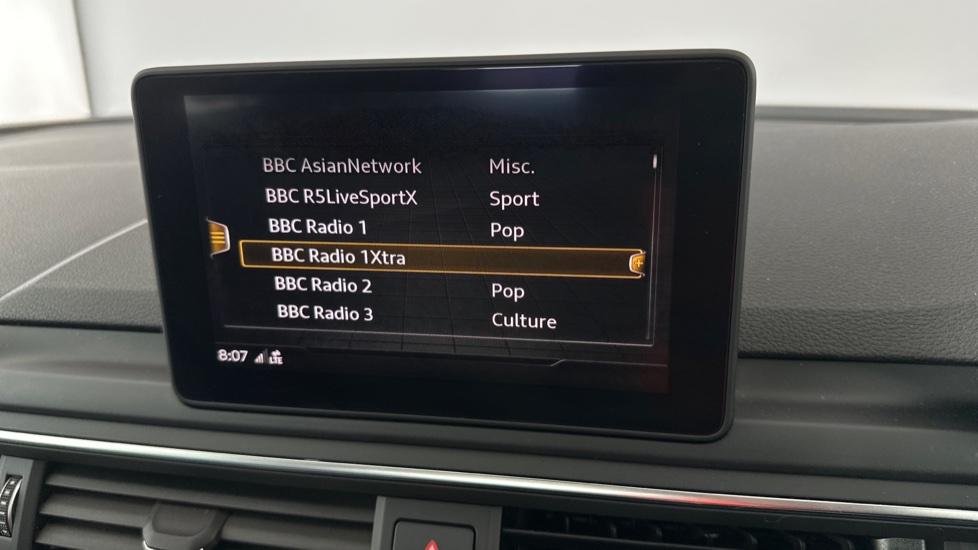 BBC AsianNetwork Misc.
BBC R5LiveSportX Sport
BBC Radio 1 Pop
BBC Radio 1Xtra
BBC Radio 2 Pop
BBC Radio 3 Culture
8:07 LTE